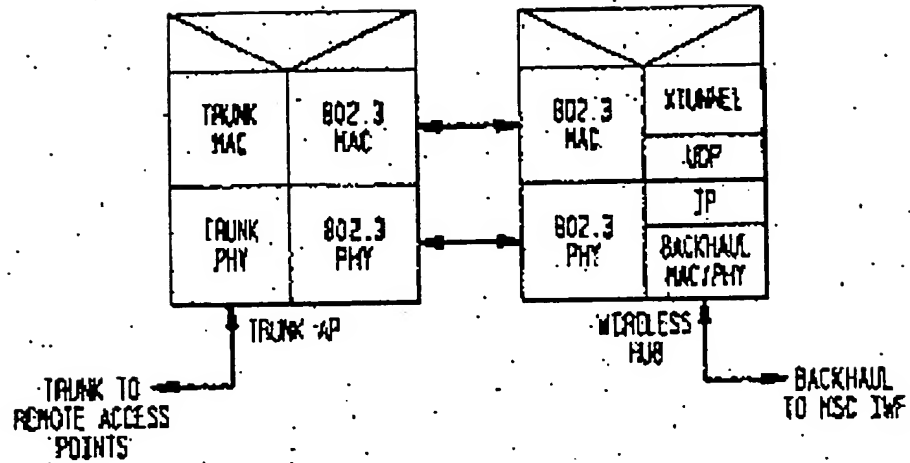 TRUNK
MAC
802.3
MAC
802.3
MAC
XTUNNEL
UDP
TRUNK
PHY
802.3
PHY
802.3
PHY
IP
BACKHAUL
MAC/PHY
TRUNK AP
WIRELESS
HUB
TRUNK TO
REMOTE ACCESS
POINTS
BACKHAUL
TO MSC IWF